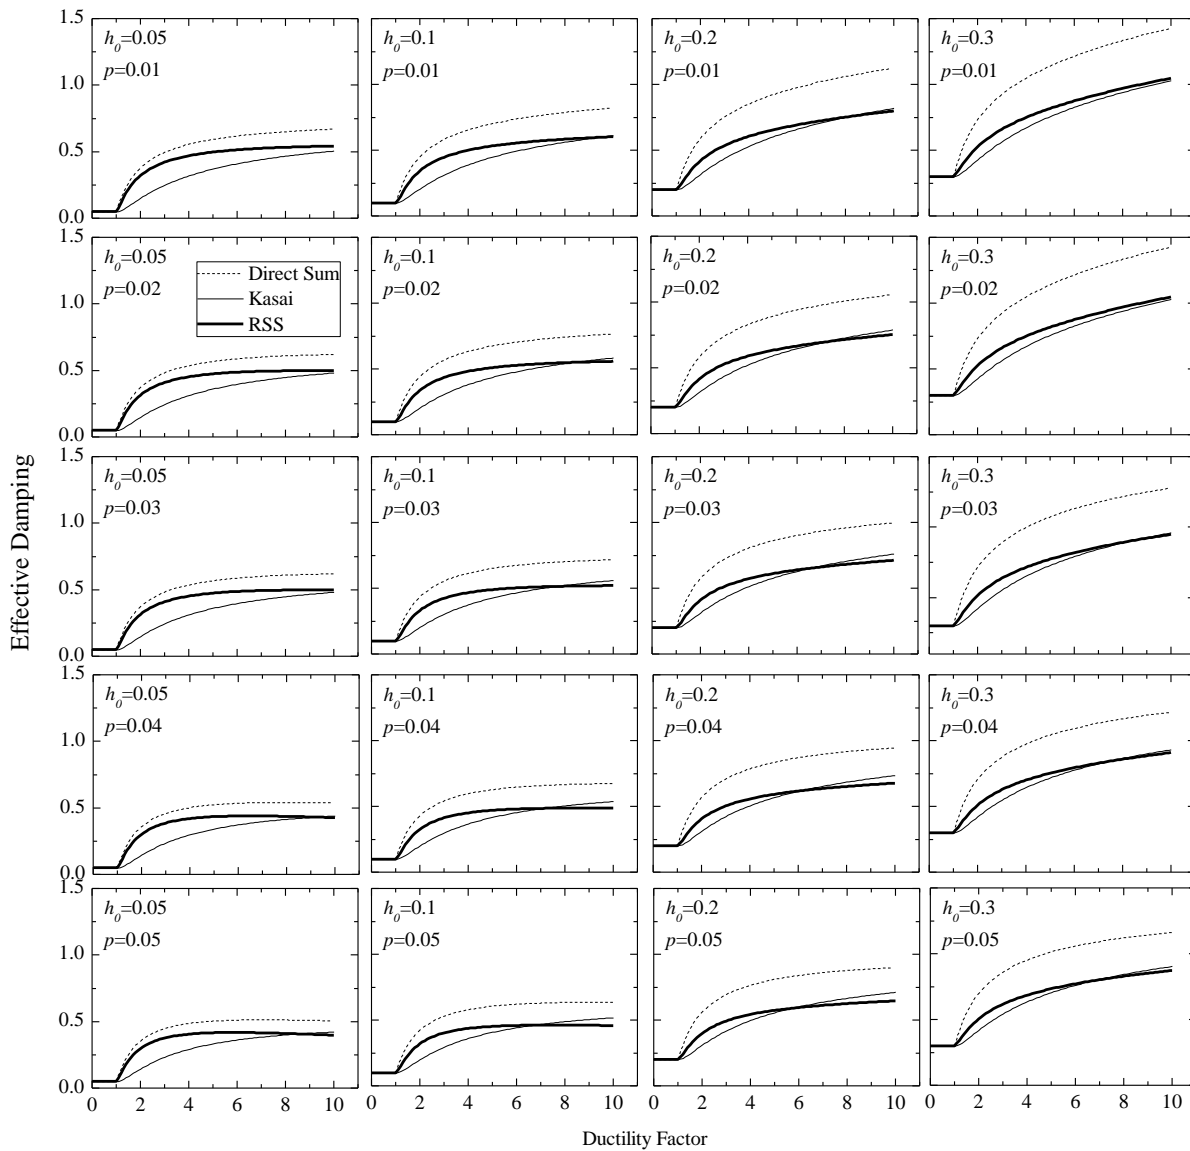 1.5
1.0
0.5
0.0
h0=0.05
p=0.01
h0=0.1
p=0.01
h0=0.2
p=0.01
h0=0.3
p=0.01
1.5
1.0
0.5
0.0
h0=0.05
p=0.02
Direct Sum
Kasai
RSS
h0=0.1
p=0.02
h0=0.2
p=0.02
h0=0.3
p=0.02
Effective Damping
1.5
1.0
0.5
0.0
h0=0.05
p=0.03
h0=0.1
p=0.03
h0=0.2
p=0.03
h0=0.3
p=0.03
1.5
1.0
0.5
0.0
h0=0.05
p=0.04
h0=0.1
p=0.04
h0=0.2
p=0.04
h0=0.3
p=0.04
1.5
1.0
0.5
0.0
h0=0.05
p=0.05
h0=0.1
p=0.05
h0=0.2
p=0.05
h0=0.3
p=0.05
0 2 4 6 8 10
0 2 4 6 8 10
0 2 4 6 8 10
0 2 4 6 8 10
Ductility Factor